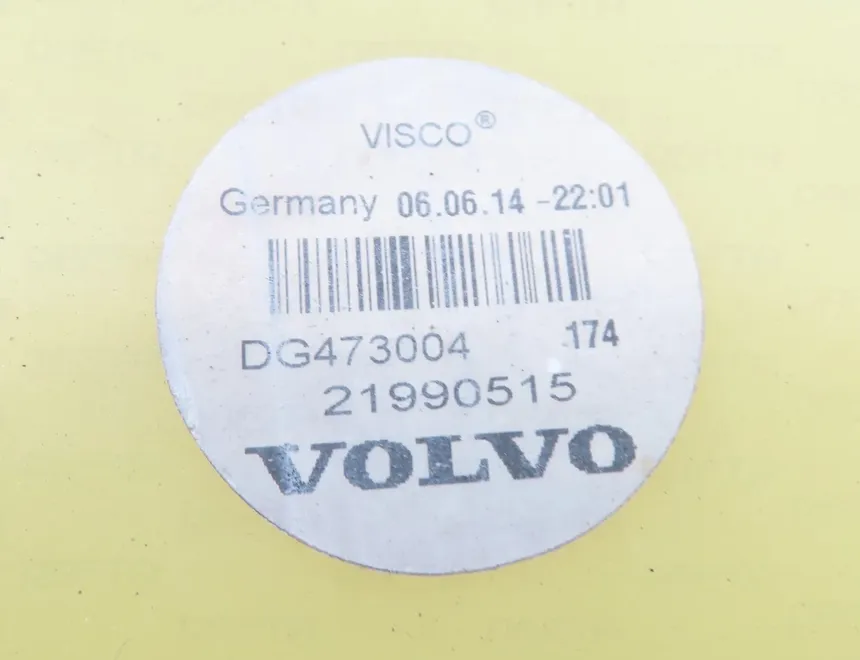 VISCO®
Germany 06.06.14 -22:01
DG473004 174
21990515
VOLVO